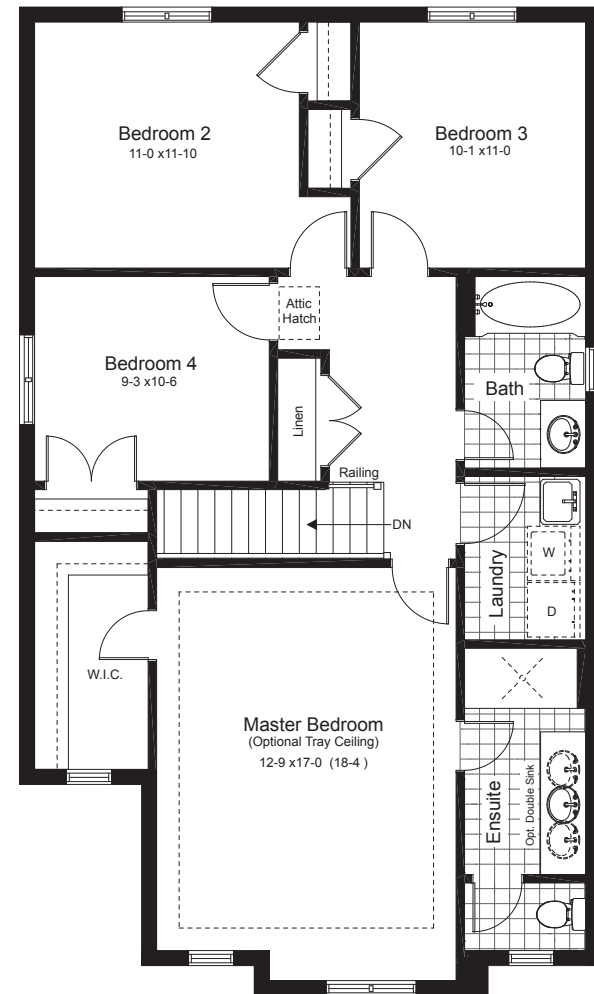 Bedroom 2
11-0 x11-10
Bedroom 3
10-1 x11-0
Attic
Hatch
Bedroom 4
9-3 x10-6
Linen
Bath
Railing
DN
Laundry
W
D
W.I.C.
Master Bedroom
(Optional Tray Ceiling)
12-9 x17-0 (18-4 )
Ensuite
Opt. Double Sink